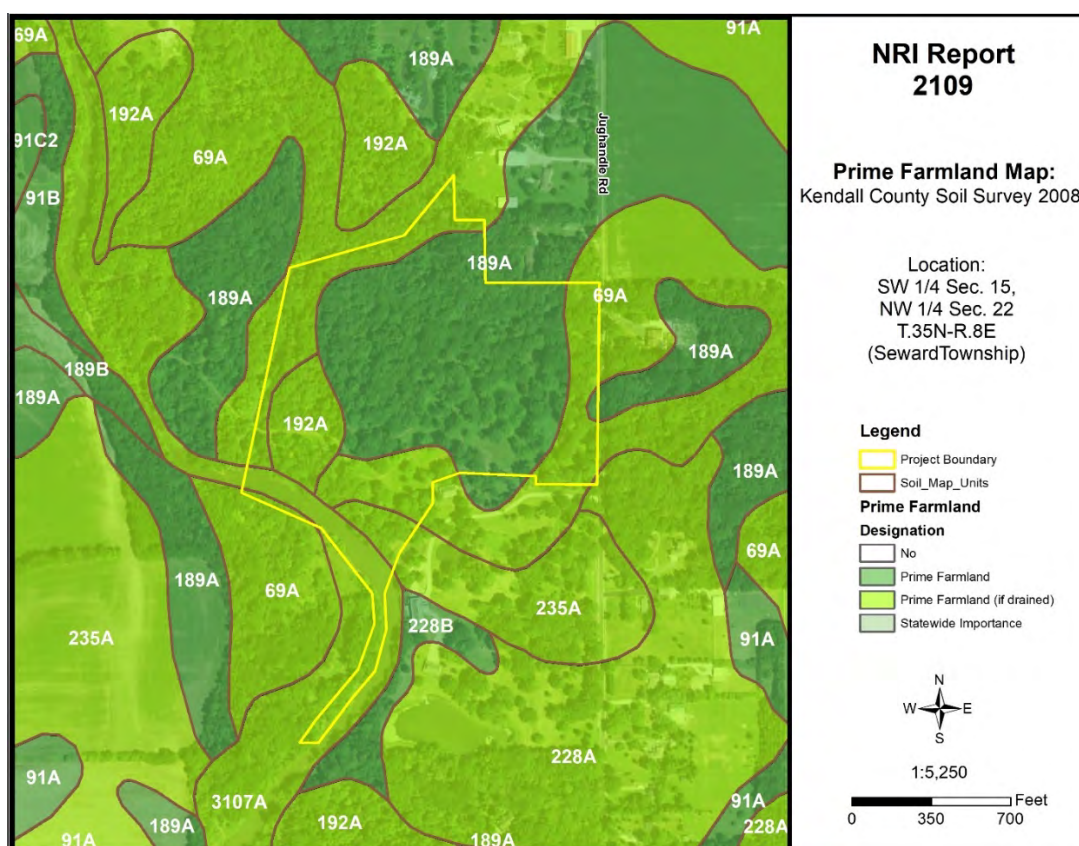 69A
189A
91A
192A
192A
91C2
69A
91B
Jughandle Rd
189A
189A
69A
189B
189A
189A
192A
189A
189A
69A
69A
235A
235A
228B
91A
91A
228A
3107A
91A
192A
189A
91A
189A
228A
NRI Report
2109
Prime Farmland Map:
Kendall County Soil Survey 2008
Location:
SW 1/4 Sec. 15,
NW 1/4 Sec. 22
T.35N-R.8E
(SewardTownship)
Legend
Project Boundary
Soil_Map_Units
Prime Farmland
Designation
No
Prime Farmland
Prime Farmland (if drained)
Statewide Importance
N
W E
S
1:5,250
Feet
0 350 700